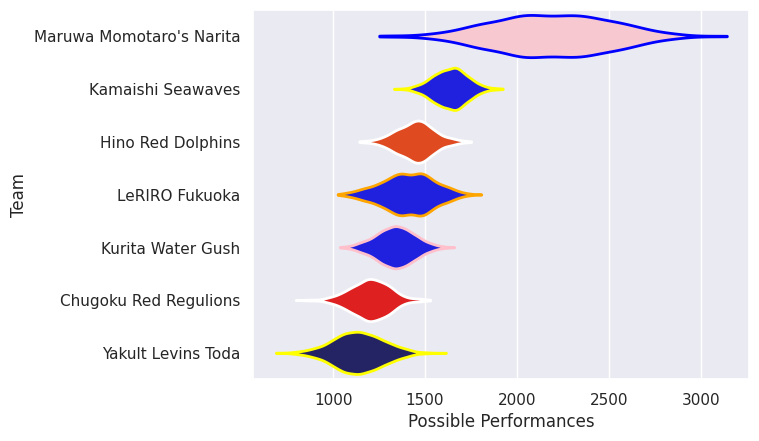 Maruwa Momotaro's Narita
Kamaishi Seawaves
Hino Red Dolphins
LeRIRO Fukuoka
Kurita Water Gush
Chugoku Red Regulions
Yakult Levins Toda
Team
1000 1500 2000 2500 3000
Possible Performances